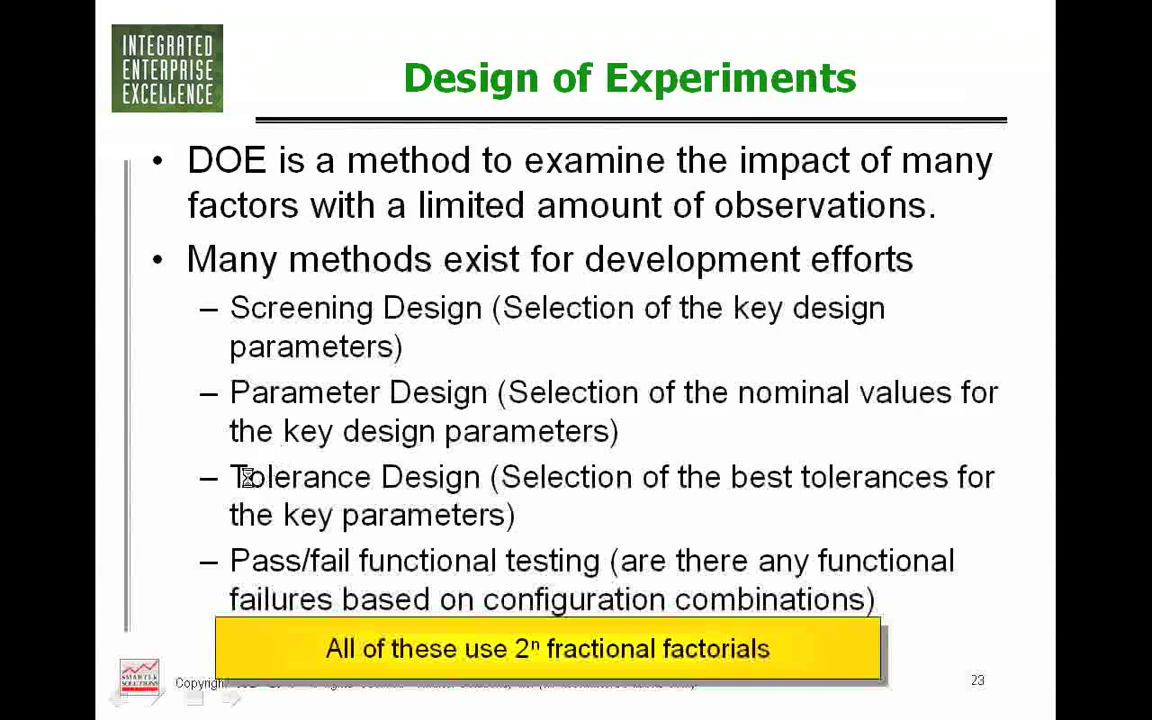 INTEGRATED
ENTERPRISE
EXCELLENCE
Design of Experiments
• DOE is a method to examine the impact of many
factors with a limited amount of observations.
• Many methods exist for development efforts
– Screening Design (Selection of the key design
parameters)
– Parameter Design (Selection of the nominal values for
the key design parameters)
– Tolerance Design (Selection of the best tolerances for
the key parameters)
– Pass/fail functional testing (are there any functional
failures based on configuration combinations)
All of these use 2ⁿ fractional factorials
SMARTER
SOLUTIONS
23